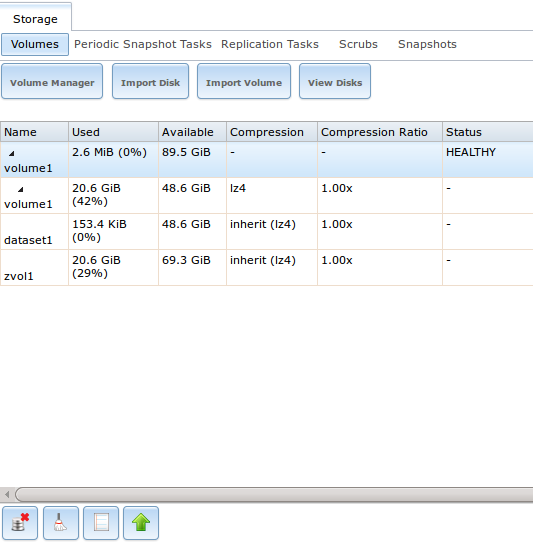 Storage
Volumes Periodic Snapshot Tasks Replication Tasks Scrubs Snapshots
Volume Manager Import Disk Import Volume View Disks
Name Used Available Compression Compression Ratio Status
volume1 2.6 MiB (0%) 89.5 GiB - - HEALTHY
volume1 20.6 GiB (42%) 48.6 GiB lz4 1.00x -
dataset1 153.4 KiB (0%) 48.6 GiB inherit (lz4) 1.00x -
zvol1 20.6 GiB (29%) 69.3 GiB inherit (lz4) 1.00x -